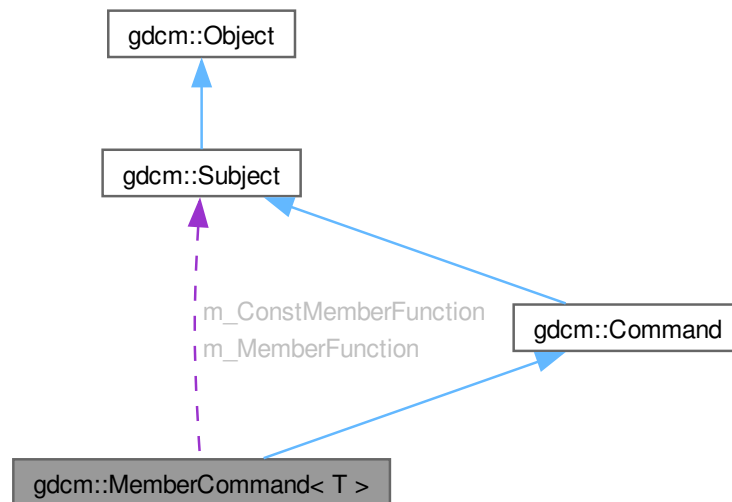 gdcm::Object
gdcm::Subject
m_ConstMemberFunction
m_MemberFunction
gdcm::Command
gdcm::MemberCommand< T >